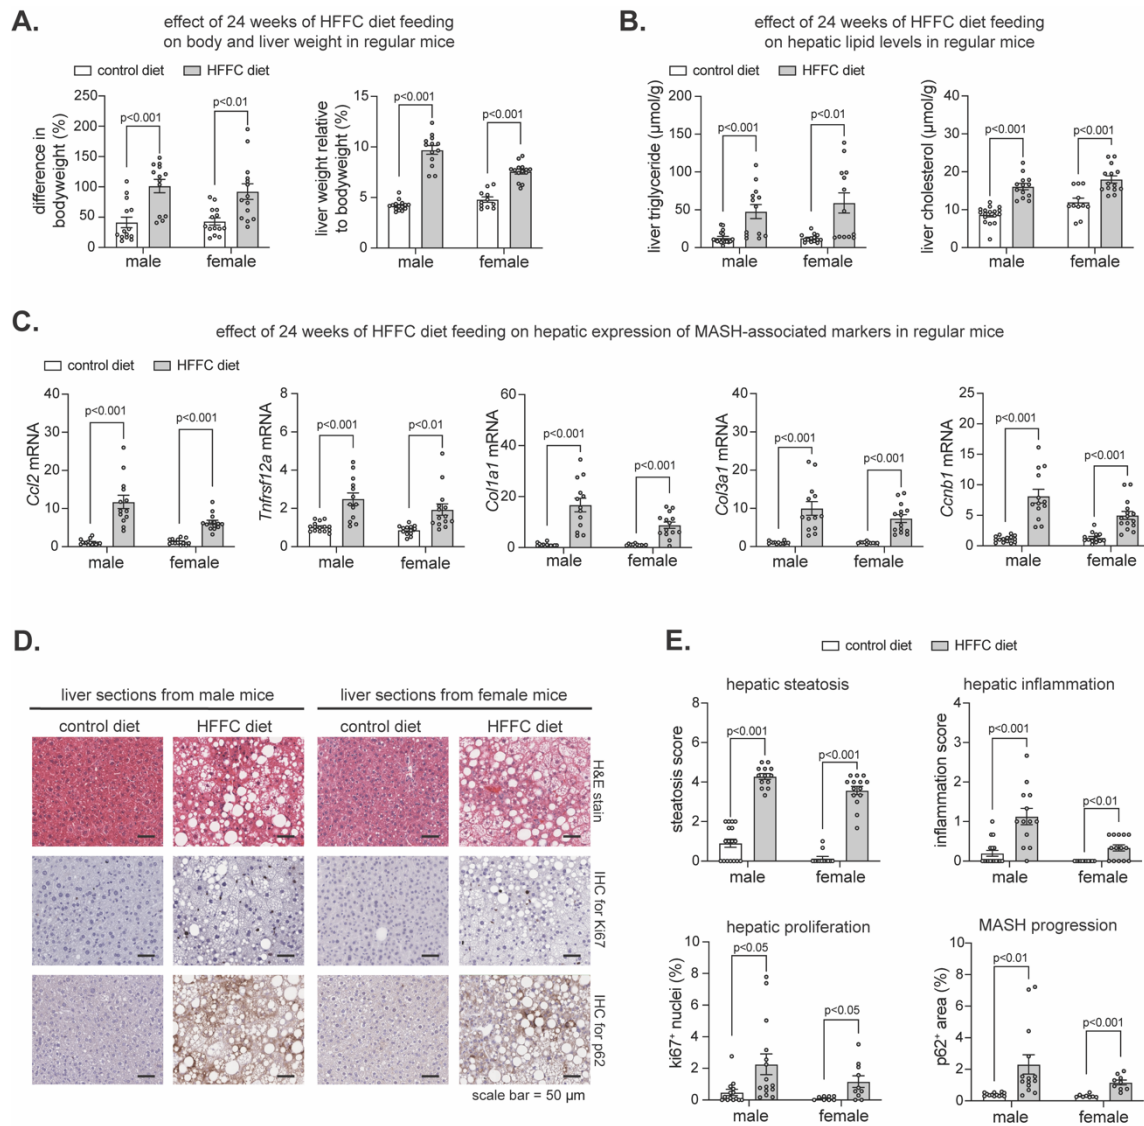 A.
effect of 24 weeks of HFFC diet feeding
on body and liver weight in regular mice
control diet HFFC diet
difference in
bodyweight (%)
250
200
150
100
50
0
p<0.001
p<0.01
male female
liver weight relative
to bodyweight (%)
15
10
5
0
p<0.001
p<0.001
male female
B.
effect of 24 weeks of HFFC diet feeding
on hepatic lipid levels in regular mice
control diet HFFC diet
liver triglyceride (μmol/g)
200
150
100
50
0
p<0.001
p<0.01
male female
liver cholesterol (μmol/g)
40
30
20
10
0
p<0.001
p<0.001
male female
C.
effect of 24 weeks of HFFC diet feeding on hepatic expression of MASH-associated markers in regular mice
control diet HFFC diet
Ccl2 mRNA
40
30
20
10
0
p<0.001
p<0.001
male female
Tnfrsf12a mRNA
8
6
4
2
0
p<0.001
p<0.01
male female
Col1a1 mRNA
60
40
20
0
p<0.001
p<0.001
male female
Col3a1 mRNA
40
30
20
10
0
p<0.001
p<0.001
male female
Ccnb1 mRNA
25
20
15
10
5
0
p<0.001
p<0.001
male female
D.
liver sections from male mice liver sections from female mice
control diet HFFC diet control diet HFFC diet
H&E stain
IHC for Ki67
IHC for p62
scale bar = 50 μm
E.
control diet HFFC diet
hepatic steatosis
steatosis score
8
6
4
2
0
p<0.001
p<0.001
male female
hepatic inflammation
inflammation score
4
3
2
1
0
p<0.001
p<0.01
male female
hepatic proliferation
ki67⁺ nuclei (%)
10
8
6
4
2
0
p<0.05
p<0.05
male female
MASH progression
p62⁺ area (%)
10
8
6
4
2
0
p<0.01
p<0.001
male female